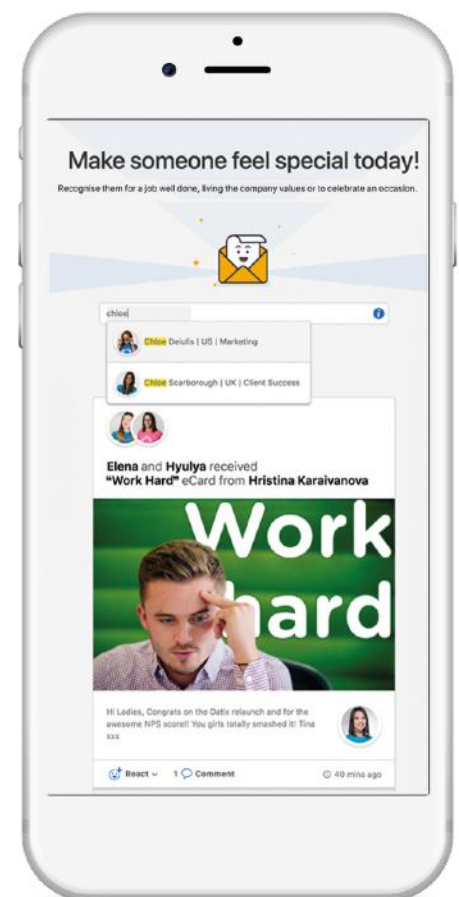 Make someone feel special today!
Recognise them for a job well done, living the company values or to celebrate an occasion.
chloe
Chloe Deiulis | US | Marketing
Chloe Scarborough | UK | Client Success
Elena and Hyulya received
"Work Hard" eCard from Hristina Karaivanova
Work
hard
Hi Ladies, Congrats on the Datix relaunch and for the
awesome NPS score!! You girls totally smashed it! Tina
xxx
React 1 Comment 40 mins ago